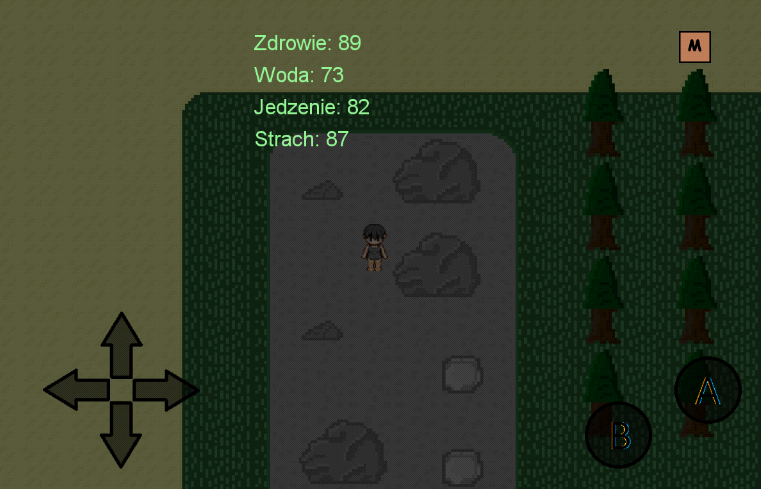 Zdrowie: 89
M
Woda: 73
Jedzenie: 82
Strach: 87
A
B